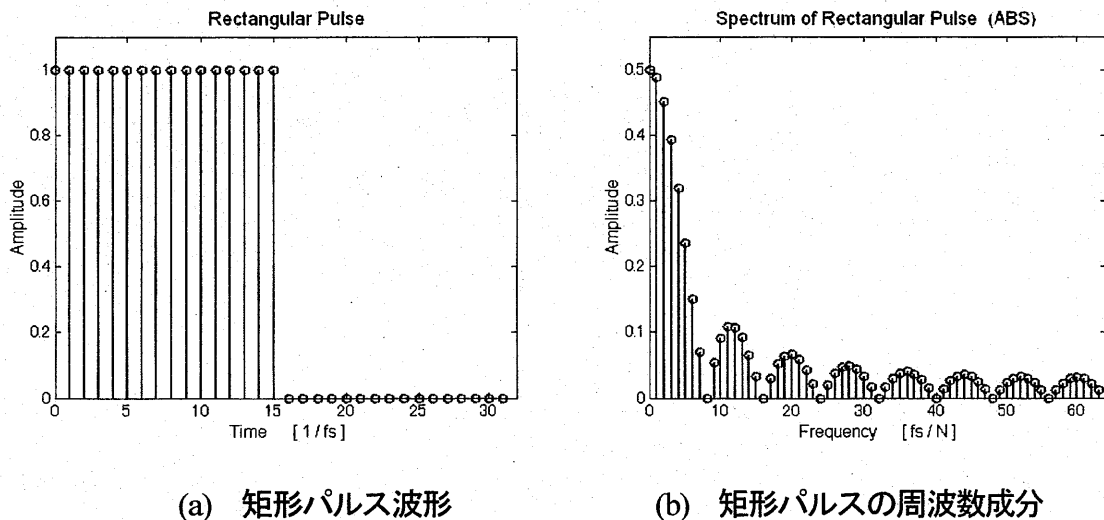 Rectangular Pulse
1
0.8
0.6
0.4
0.2
0
Amplitude
0 5 10 15 20 25 30
Time [1/fs]
(a) 矩形パルス波形
Spectrum of Rectangular Pulse (ABS)
0.5
0.4
0.3
0.2
0.1
0
Amplitude
0 10 20 30 40 50 60
Frequency [fs/N]
(b) 矩形パルスの周波数成分